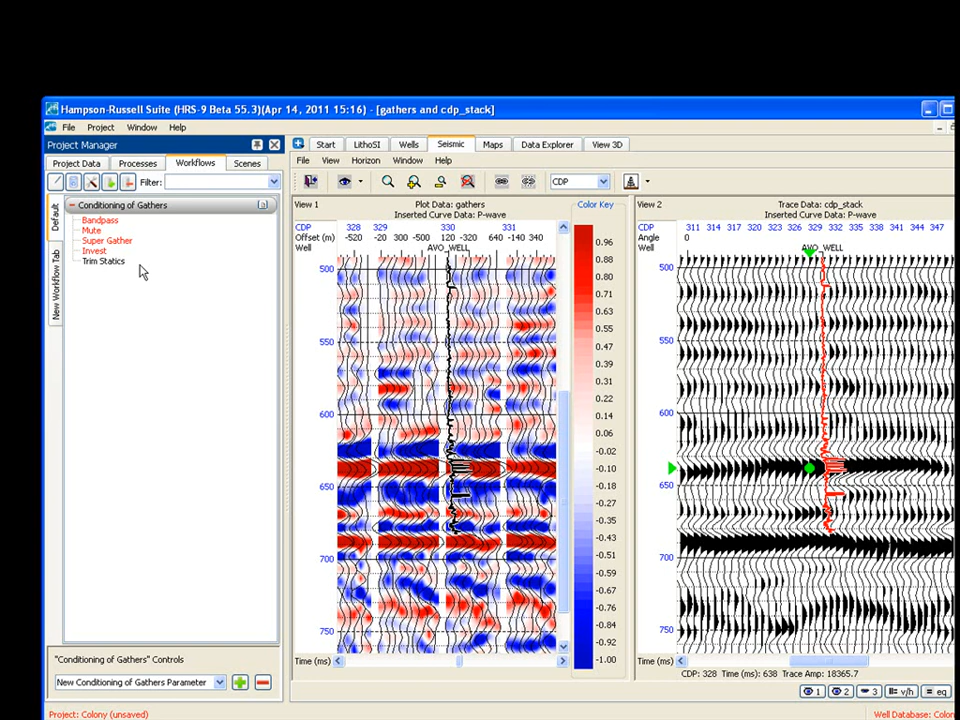 Hampson-Russell Suite (HRS-9 Beta 55.3)(Apr 14, 2011 15:16) - [gathers and cdp_stack]
File Project Window Help
Project Manager
Project Data Processes Workflows Scenes
Filter:
Default
New Workflow Tab
Conditioning of Gathers
Bandpass
Mute
Super Gather
Invest
Trim Statics
"Conditioning of Gathers" Controls
New Conditioning of Gathers Parameter
Start LithoSI Wells Seismic Maps Data Explorer View 3D
File View Horizon Window Help
CDP
View 1 Plot Data: gathers
Inserted Curve Data: P-wave
CDP 328 329 330 331
Offset (m) -520 -20 300 -500 120 -320 640 -140 340
Well AVO_WELL
500
550
600
650
700
750
Time (ms)
Color Key
0.96
0.88
0.80
0.71
0.63
0.55
0.47
0.39
0.31
0.22
0.14
0.06
-0.02
-0.10
-0.18
-0.27
-0.35
-0.43
-0.51
-0.59
-0.67
-0.76
-0.84
-0.92
-1.00
View 2 Trace Data: cdp_stack
Inserted Curve Data: P-wave
CDP 311 314 317 320 323 326 329 332 335 338 341 344 347
Angle 0
Well AVO_WELL
500
550
600
650
700
750
Time (ms)
CDP: 328 Time (ms): 638 Trace Amp: 18365.7
1 2 3 v/h eq
Project: Colony (unsaved)
Well Database: Colon